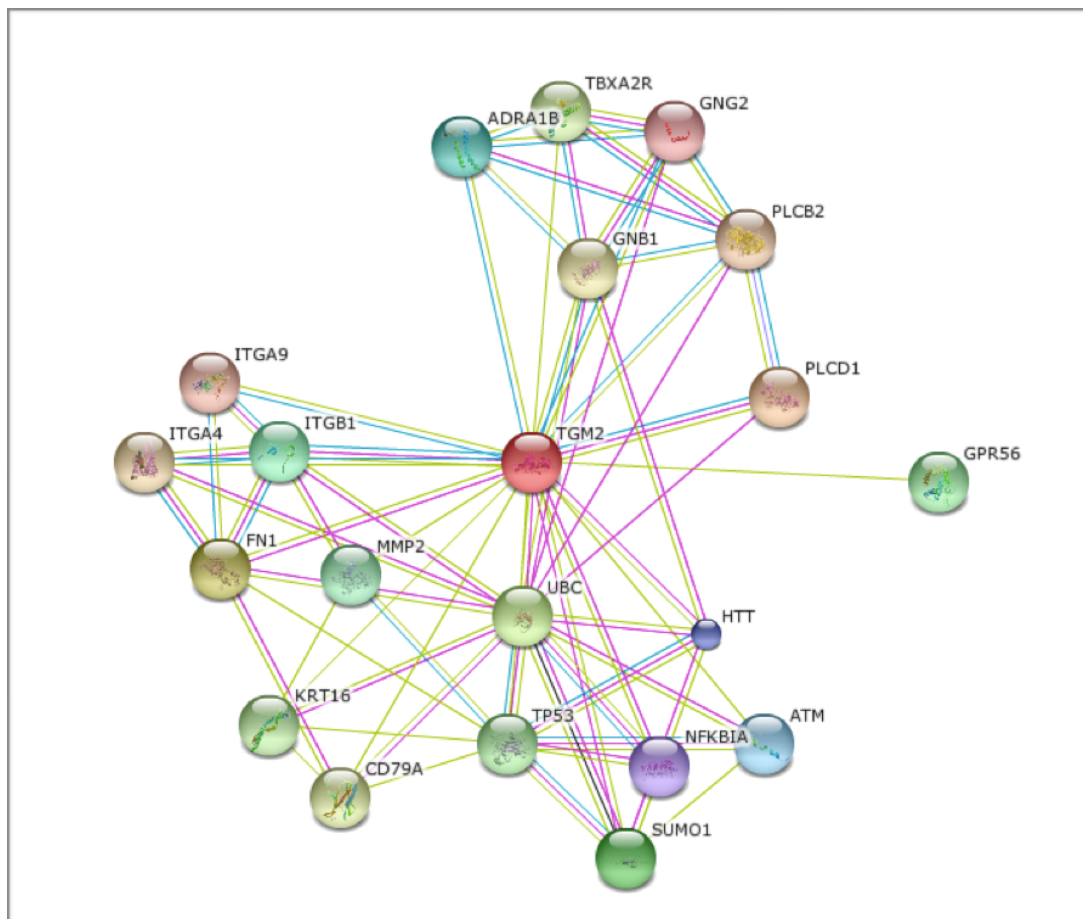 TBXA2R
GNG2
ADRA1B
PLCB2
GNB1
ITGA9
PLCD1
ITGB1
ITGA4
TGM2
GPR56
FN1
MMP2
UBC
HTT
KRT16
TP53
ATM
NFKBIA
CD79A
SUMO1